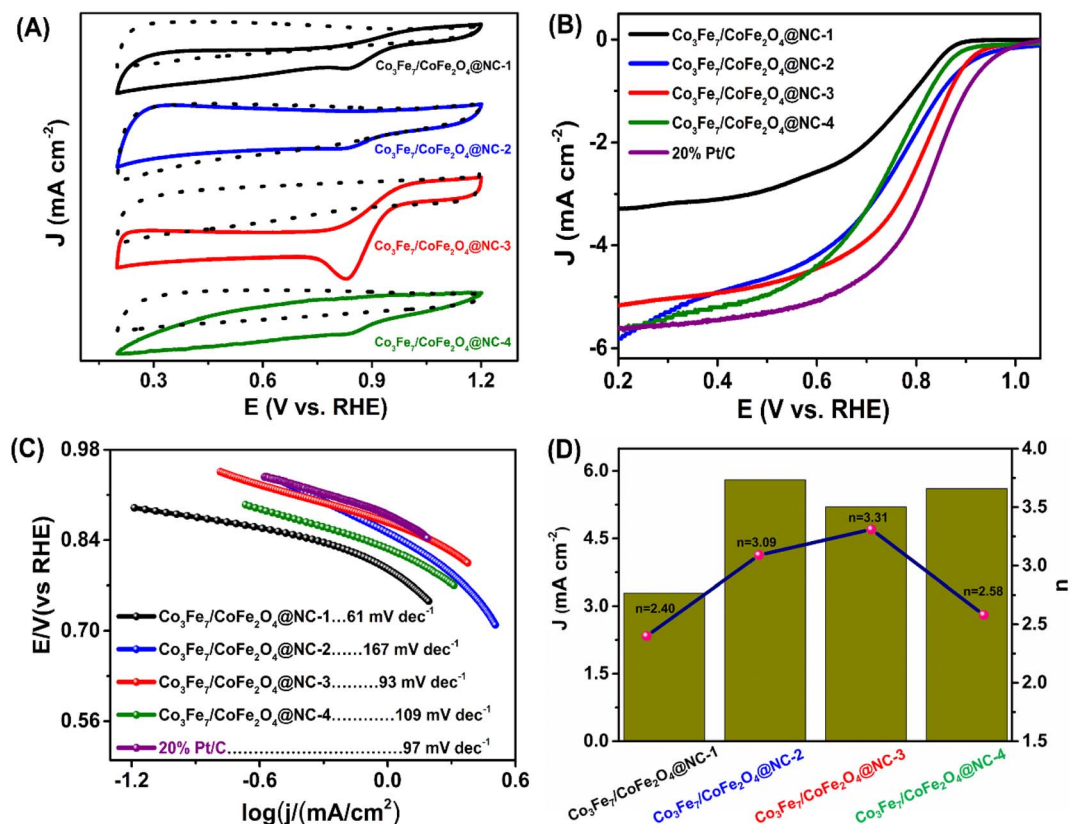 (A)
Co₃Fe₇/CoFe₂O₄@NC-1
Co₃Fe₇/CoFe₂O₄@NC-2
Co₃Fe₇/CoFe₂O₄@NC-3
Co₃Fe₇/CoFe₂O₄@NC-4
J (mA cm⁻²)
0.3 0.6 0.9 1.2
E (V vs. RHE)
(B)
Co₃Fe₇/CoFe₂O₄@NC-1
Co₃Fe₇/CoFe₂O₄@NC-2
Co₃Fe₇/CoFe₂O₄@NC-3
Co₃Fe₇/CoFe₂O₄@NC-4
20% Pt/C
J (mA cm⁻²)
0
-2
-4
-6
0.2 0.4 0.6 0.8 1.0
E (V vs. RHE)
(C)
E/V(vs RHE)
0.98
0.84
0.70
0.56
Co₃Fe₇/CoFe₂O₄@NC-1...61 mV dec⁻¹
Co₃Fe₇/CoFe₂O₄@NC-2......167 mV dec⁻¹
Co₃Fe₇/CoFe₂O₄@NC-3.........93 mV dec⁻¹
Co₃Fe₇/CoFe₂O₄@NC-4............109 mV dec⁻¹
20% Pt/C..............................97 mV dec⁻¹
-1.2 -0.6 0.0 0.6
log(j/(mA/cm²)
(D)
J (mA cm⁻²)
6.0
4.5
3.0
1.5
0.0
n=2.40
n=3.09
n=3.31
n=2.58
4.0
3.5
3.0
2.5
2.0
1.5
n
Co₃Fe₇/CoFe₂O₄@NC-1
Co₃Fe₇/CoFe₂O₄@NC-2
Co₃Fe₇/CoFe₂O₄@NC-3
Co₃Fe₇/CoFe₂O₄@NC-4